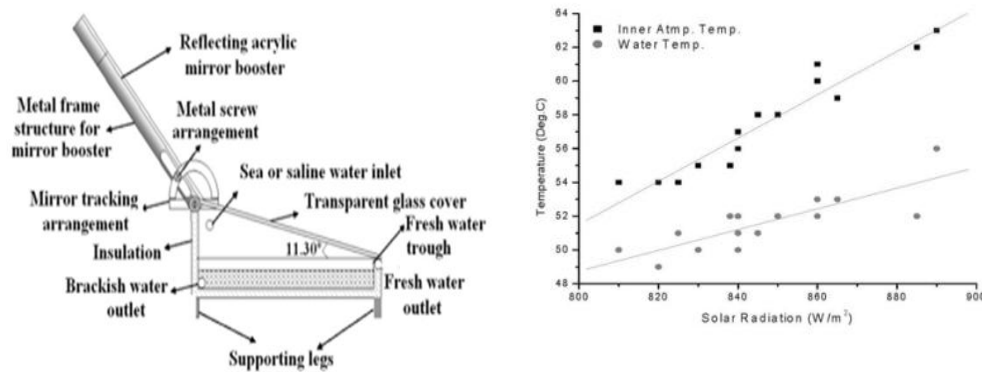 Reflecting acrylic
mirror booster
Metal frame
structure for
mirror booster
Metal screw
arrangement
Sea or saline water inlet
Mirror tracking
arrangement
Transparent glass cover
Fresh water
trough
Insulation
11.30°
Brackish water
outlet
Fresh water
outlet
Supporting legs
Inner Atmp. Temp.
Water Temp.
Temperature (Deg.C)
64
62
60
58
56
54
52
50
48
800
820
840
860
880
900
Solar Radiation (W/m²)